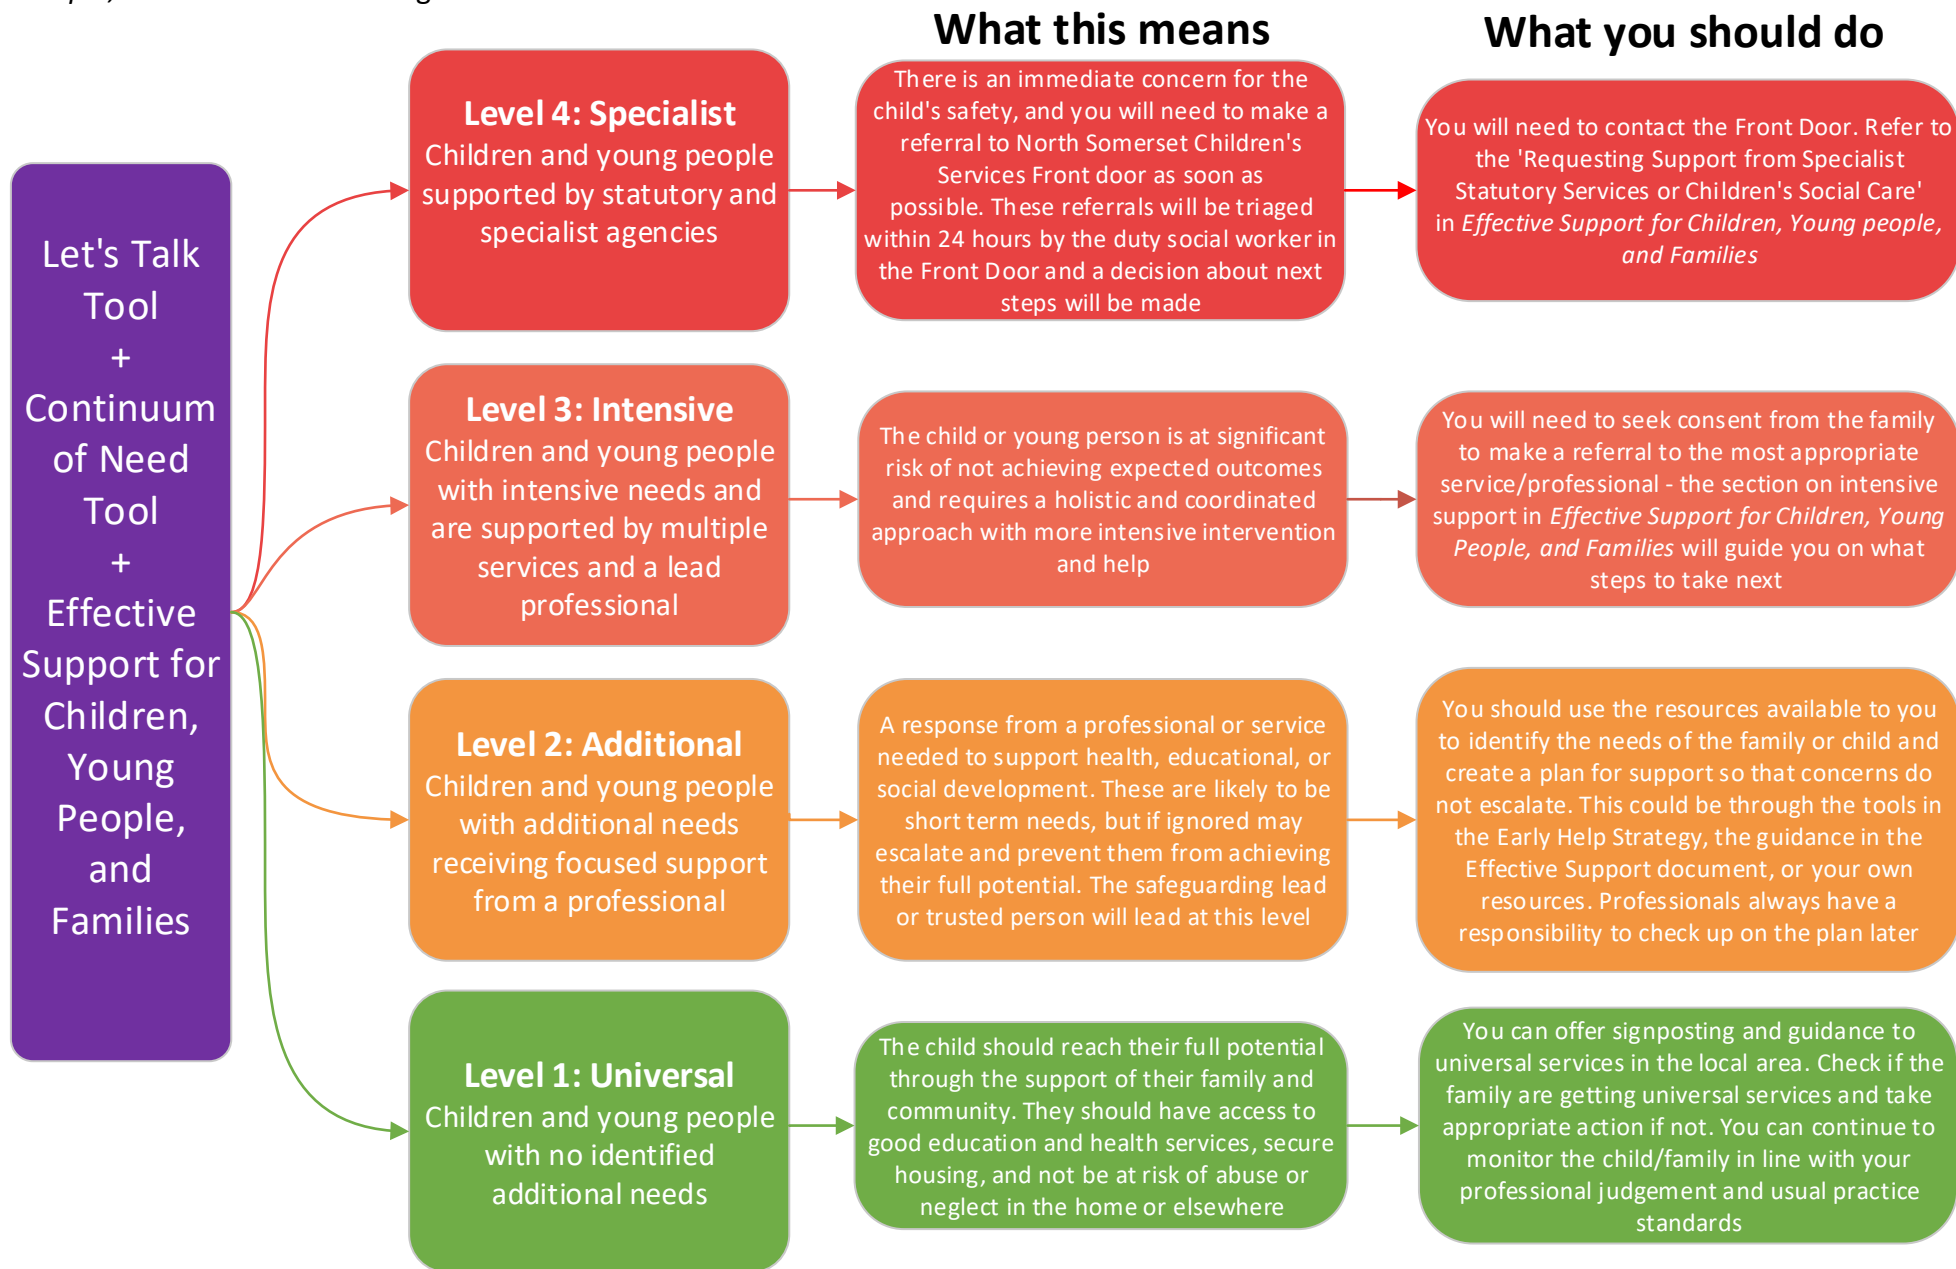 What this means
What you should do
Let's Talk
Tool
+
Continuum
of Need
Tool
+
Effective
Support for
Children,
Young
People,
and
Families
Level 4: Specialist
Children and young people
supported by statutory and
specialist agencies
There is an immediate concern for the
child's safety, and you will need to make a
referral to North Somerset Children's
Services Front door as soon as
possible. These referrals will be triaged
within 24 hours by the duty social worker in
the Front Door and a decision about next
steps will be made
You will need to contact the Front Door. Refer to
the 'Requesting Support from Specialist
Statutory Services or Children's Social Care'
in Effective Support for Children, Young people,
and Families
Level 3: Intensive
Children and young people
with intensive needs and
are supported by multiple
services and a lead
professional
The child or young person is at significant
risk of not achieving expected outcomes
and requires a holistic and coordinated
approach with more intensive intervention
and help
You will need to seek consent from the family
to make a referral to the most appropriate
service/professional - the section on intensive
support in Effective Support for Children, Young
People, and Families will guide you on what
steps to take next
Level 2: Additional
Children and young people
with additional needs
receiving focused support
from a professional
A response from a professional or service
needed to support health, educational, or
social development. These are likely to be
short term needs, but if ignored may
escalate and prevent them from achieving
their full potential. The safeguarding lead
or trusted person will lead at this level
You should use the resources available to you
to identify the needs of the family or child and
create a plan for support so that concerns do
not escalate. This could be through the tools in
the Early Help Strategy, the guidance in the
Effective Support document, or your own
resources. Professionals always have a
responsibility to check up on the plan later
Level 1: Universal
Children and young people
with no identified
additional needs
The child should reach their full potential
through the support of their family and
community. They should have access to
good education and health services, secure
housing, and not be at risk of abuse or
neglect in the home or elsewhere
You can offer signposting and guidance to
universal services in the local area. Check if the
family are getting universal services and take
appropriate action if not. You can continue to
monitor the child/family in line with your
professional judgement and usual practice
standards